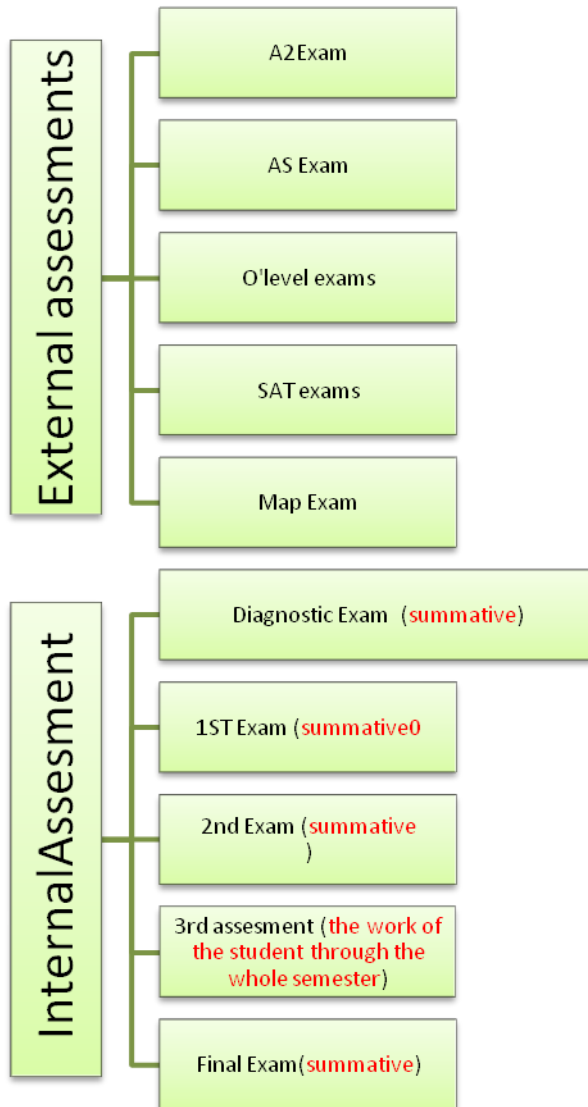 External assessments
A2Exam
AS Exam
O'level exams
SAT exams
Map Exam
InternalAssesment
Diagnostic Exam (summative)
1ST Exam (summative0
2nd Exam (summative
)
3rd assesment (the work of
the student through the
whole semester)
Final Exam(summative)